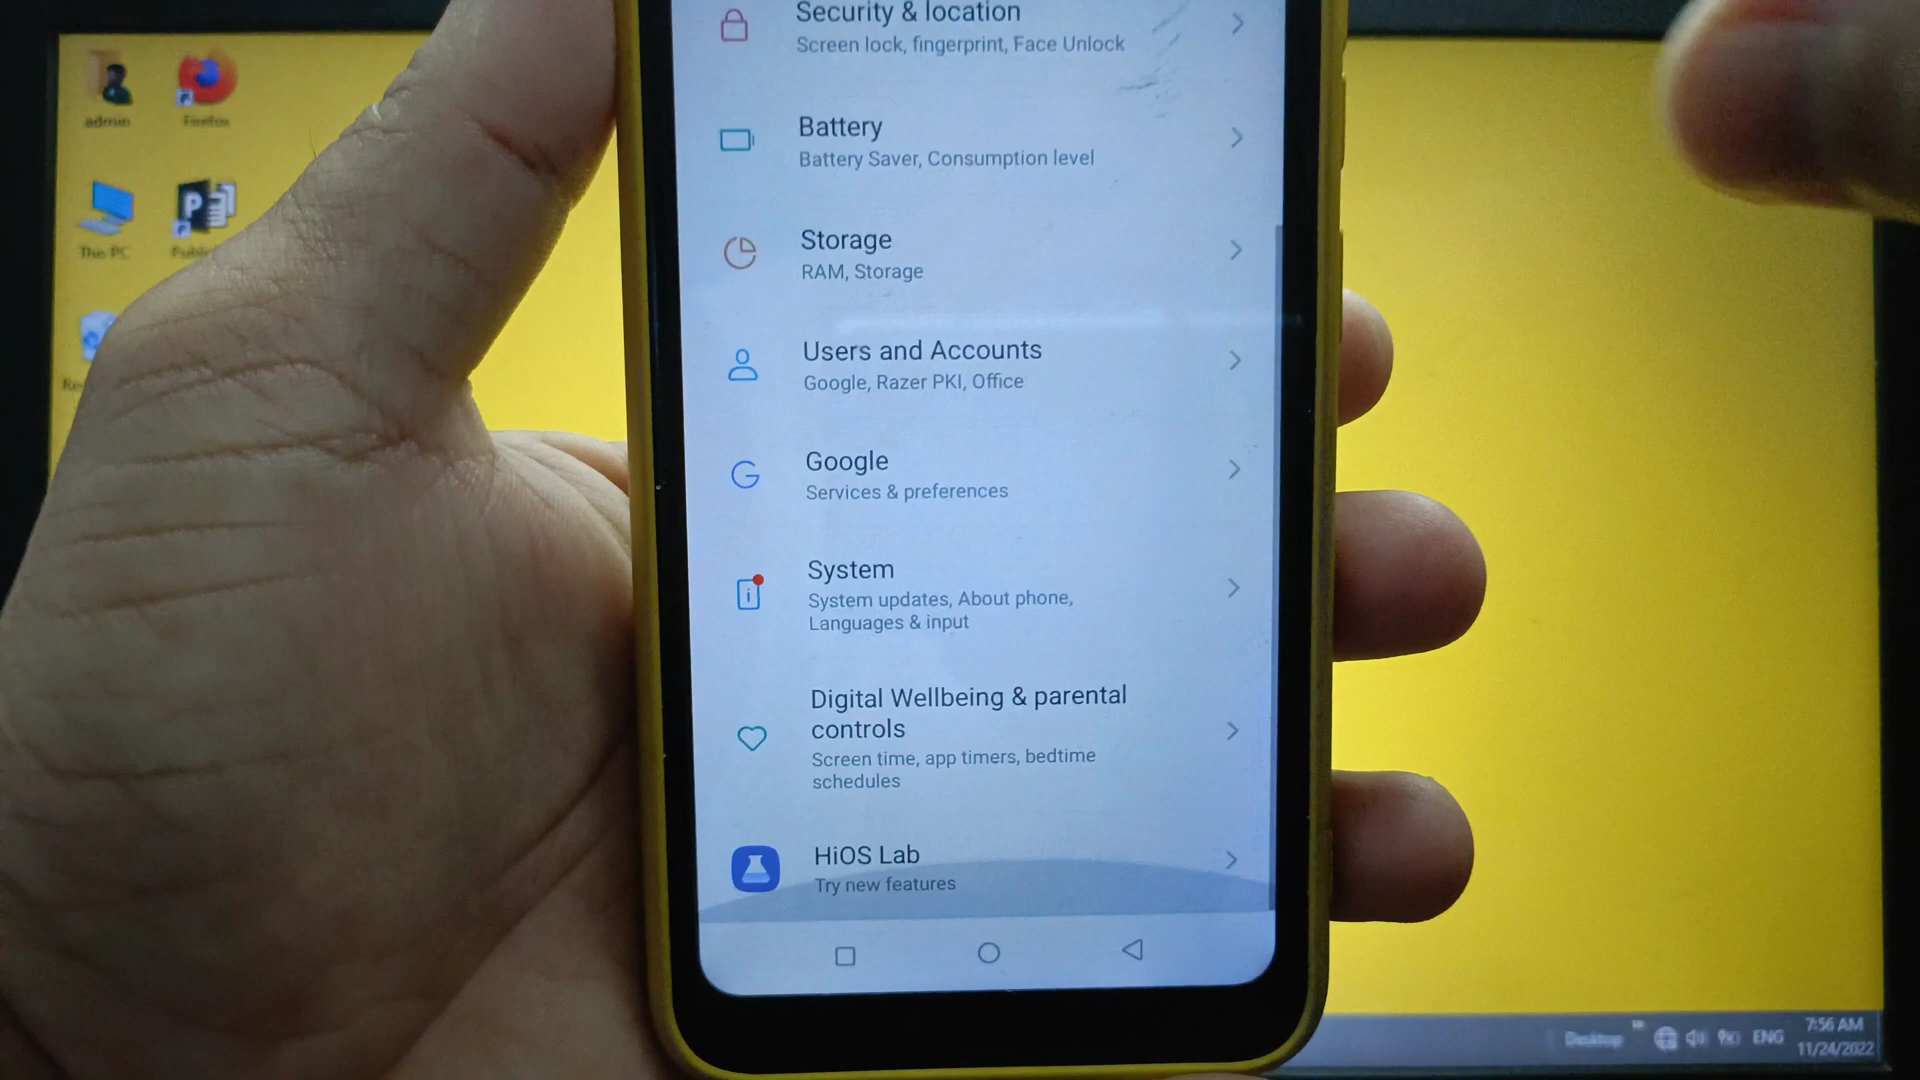 Security & location
Screen lock, fingerprint, Face Unlock
Battery
Battery Saver, Consumption level
Storage
RAM, Storage
Users and Accounts
Google, Razer PKI, Office
Google
Services & preferences
System
System updates, About phone,
Languages & input
Digital Wellbeing & parental
controls
Screen time, app timers, bedtime
schedules
HiOS Lab
Try new features
admin
Firefox
This PC
Desktop
ENG
7:56 AM
11/24/2022